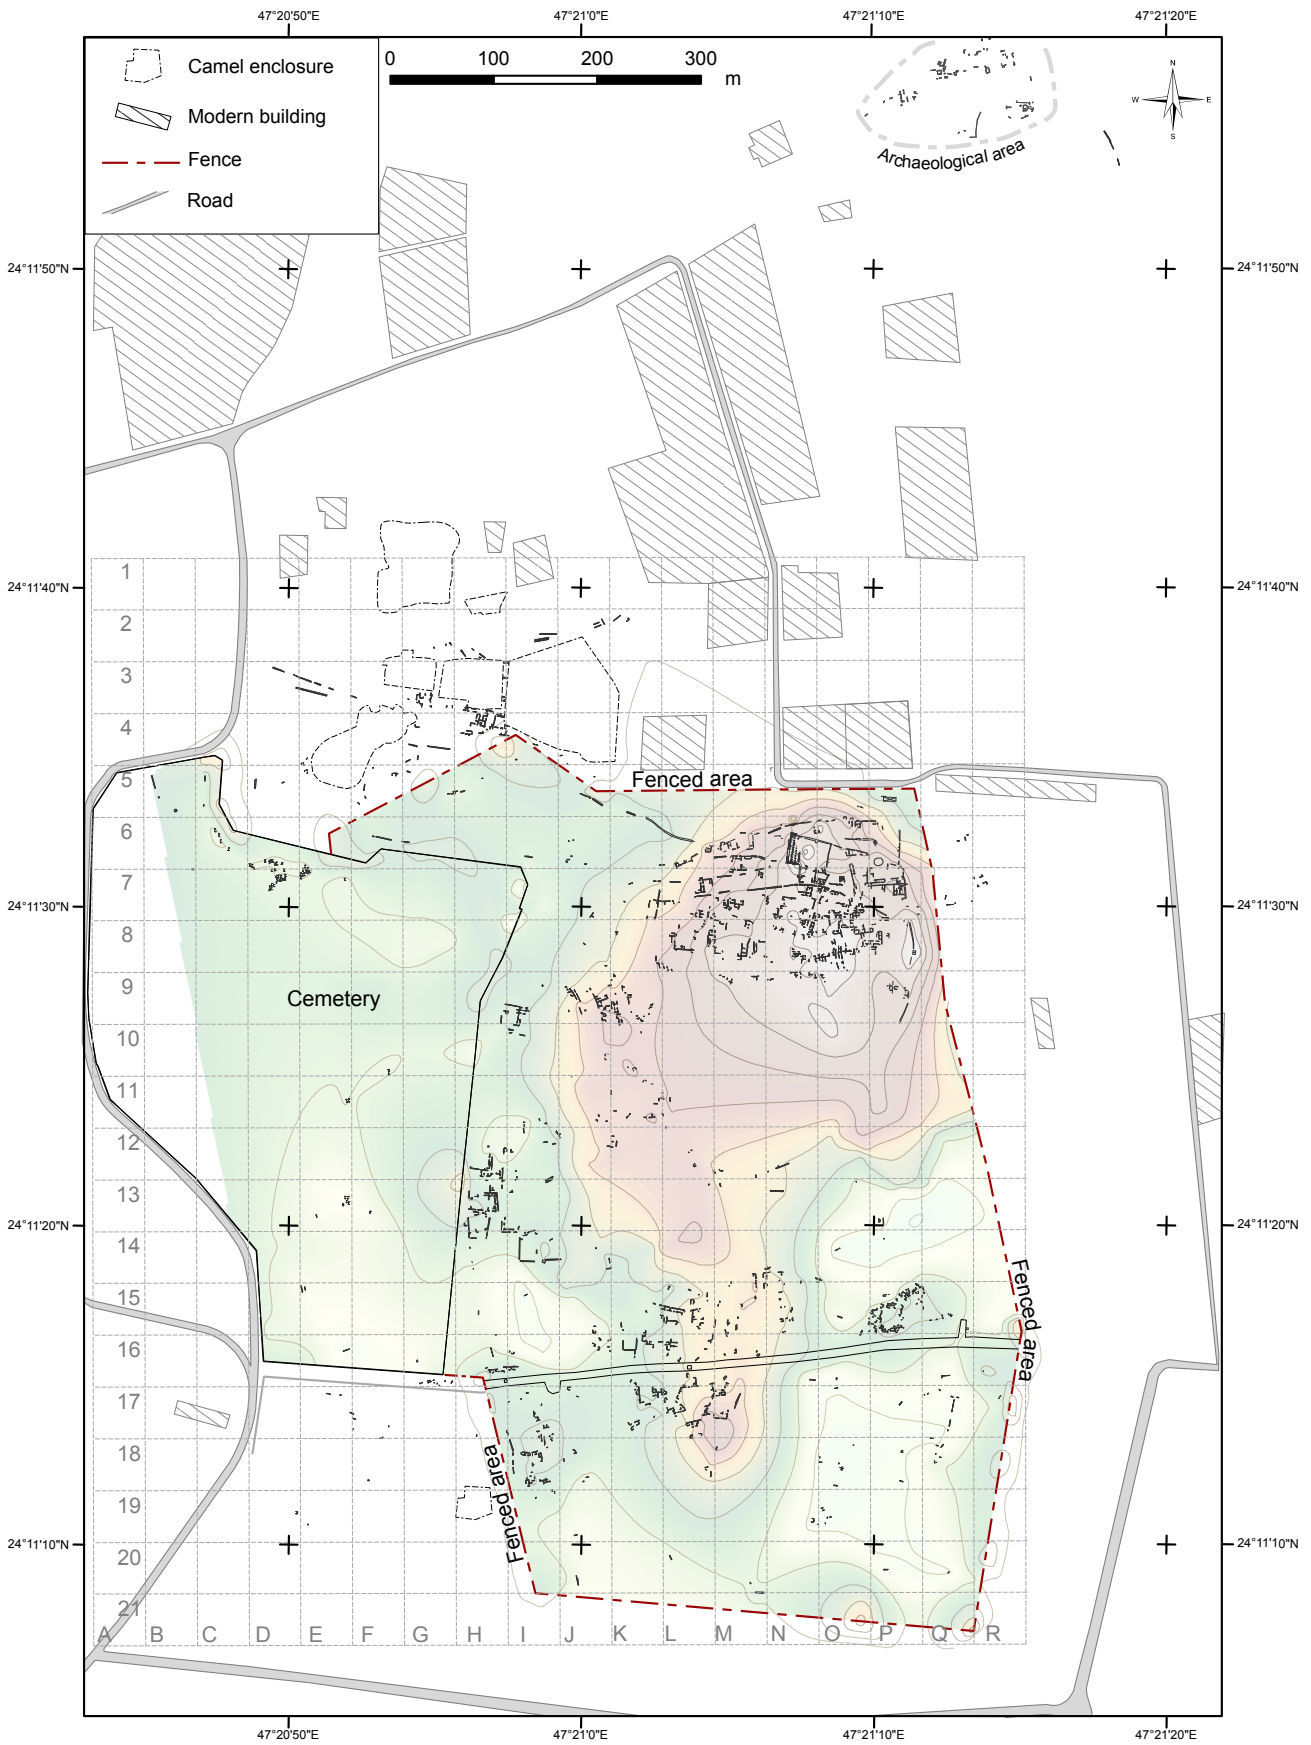 47°20'50"E 47°21'0"E 47°21'10"E 47°21'20"E
Camel enclosure
Modern building
Fence
Road
0 100 200 300
m
N
W E
S
Archaeological area
24°11'50"N 24°11'50"N
1
24°11'40"N 24°11'40"N
2
3
4
5
Fenced area
6
7
24°11'30"N 24°11'30"N
8
9
Cemetery
10
11
12
13
24°11'20"N 24°11'20"N
14
15
Fenced area
16
17
18
Fenced area
19
24°11'10"N 24°11'10"N
20
21
A B C D E F G H I J K L M N O P Q R
47°20'50"E 47°21'0"E 47°21'10"E 47°21'20"E